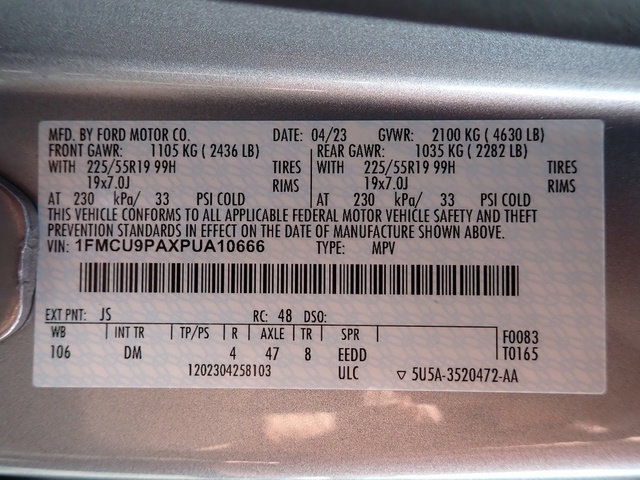 MFD. BY FORD MOTOR CO. DATE: 04/23 GVWR: 2100 KG ( 4630 LB)
FRONT GAWR: 1105 KG ( 2436 LB) REAR GAWR: 1035 KG ( 2282 LB)
WITH 225/55R19 99H TIRES WITH 225/55R19 99H TIRES
19x7.0J RIMS 19x7.0J RIMS
AT 230 kPa/ 33 PSI COLD AT 230 kPa/ 33 PSI COLD
THIS VEHICLE CONFORMS TO ALL APPLICABLE FEDERAL MOTOR VEHICLE SAFETY AND THEFT
PREVENTION STANDARDS IN EFFECT ON THE DATE OF MANUFACTURE SHOWN ABOVE.
VIN: 1FMCU9PAXPUA10666 TYPE: MPV
EXT PNT: JS RC: 48 DSO:
WB INT TR TP/PS R AXLE TR SPR F0083
106 DM 4 47 8 EEDD T0165
1202304258103 ULC ▽ 5U5A-3520472-AA